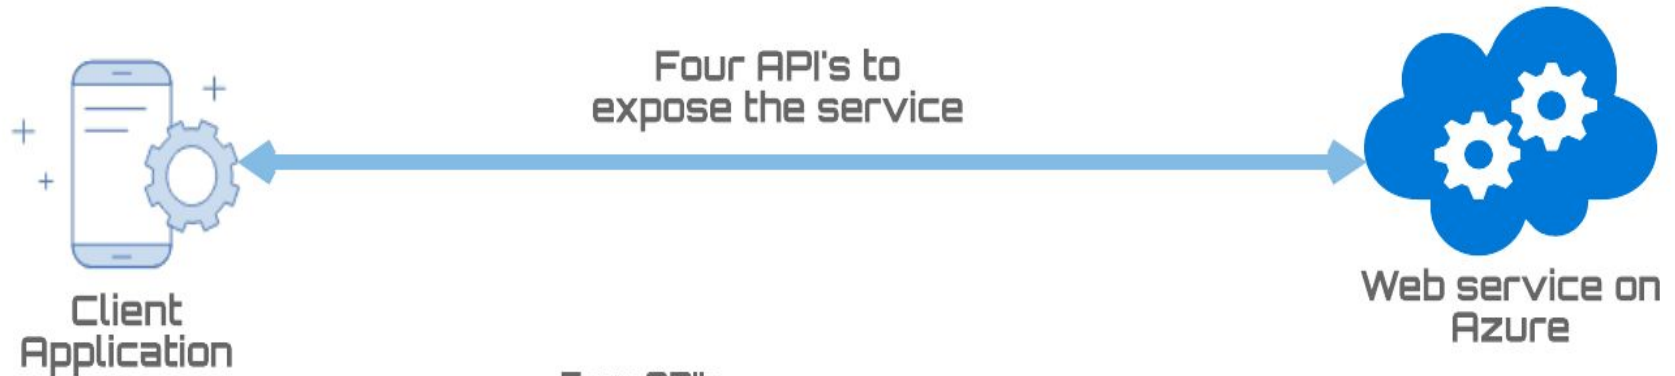 Four API's to
expose the service
Client
Application
Web service on
Azure